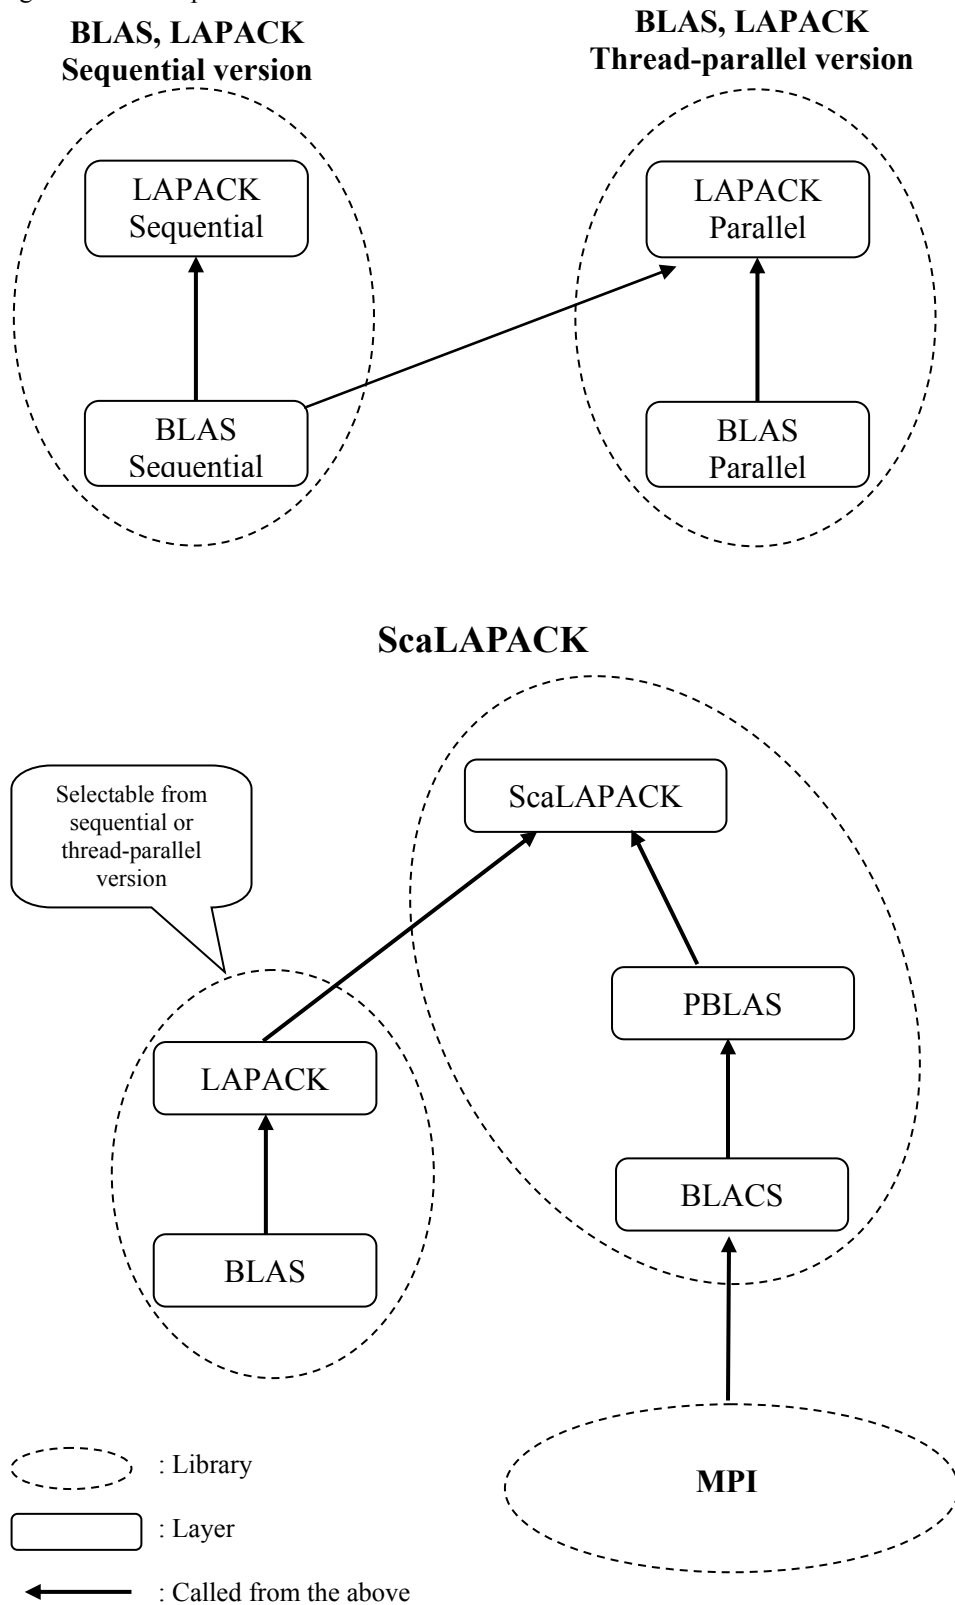 BLAS, LAPACK
Sequential version
BLAS, LAPACK
Thread-parallel version
LAPACK
Sequential
LAPACK
Parallel
BLAS
Sequential
BLAS
Parallel
ScaLAPACK
Selectable from
sequential or
thread-parallel
version
ScaLAPACK
PBLAS
LAPACK
BLACS
BLAS
MPI
: Library
: Layer
: Called from the above